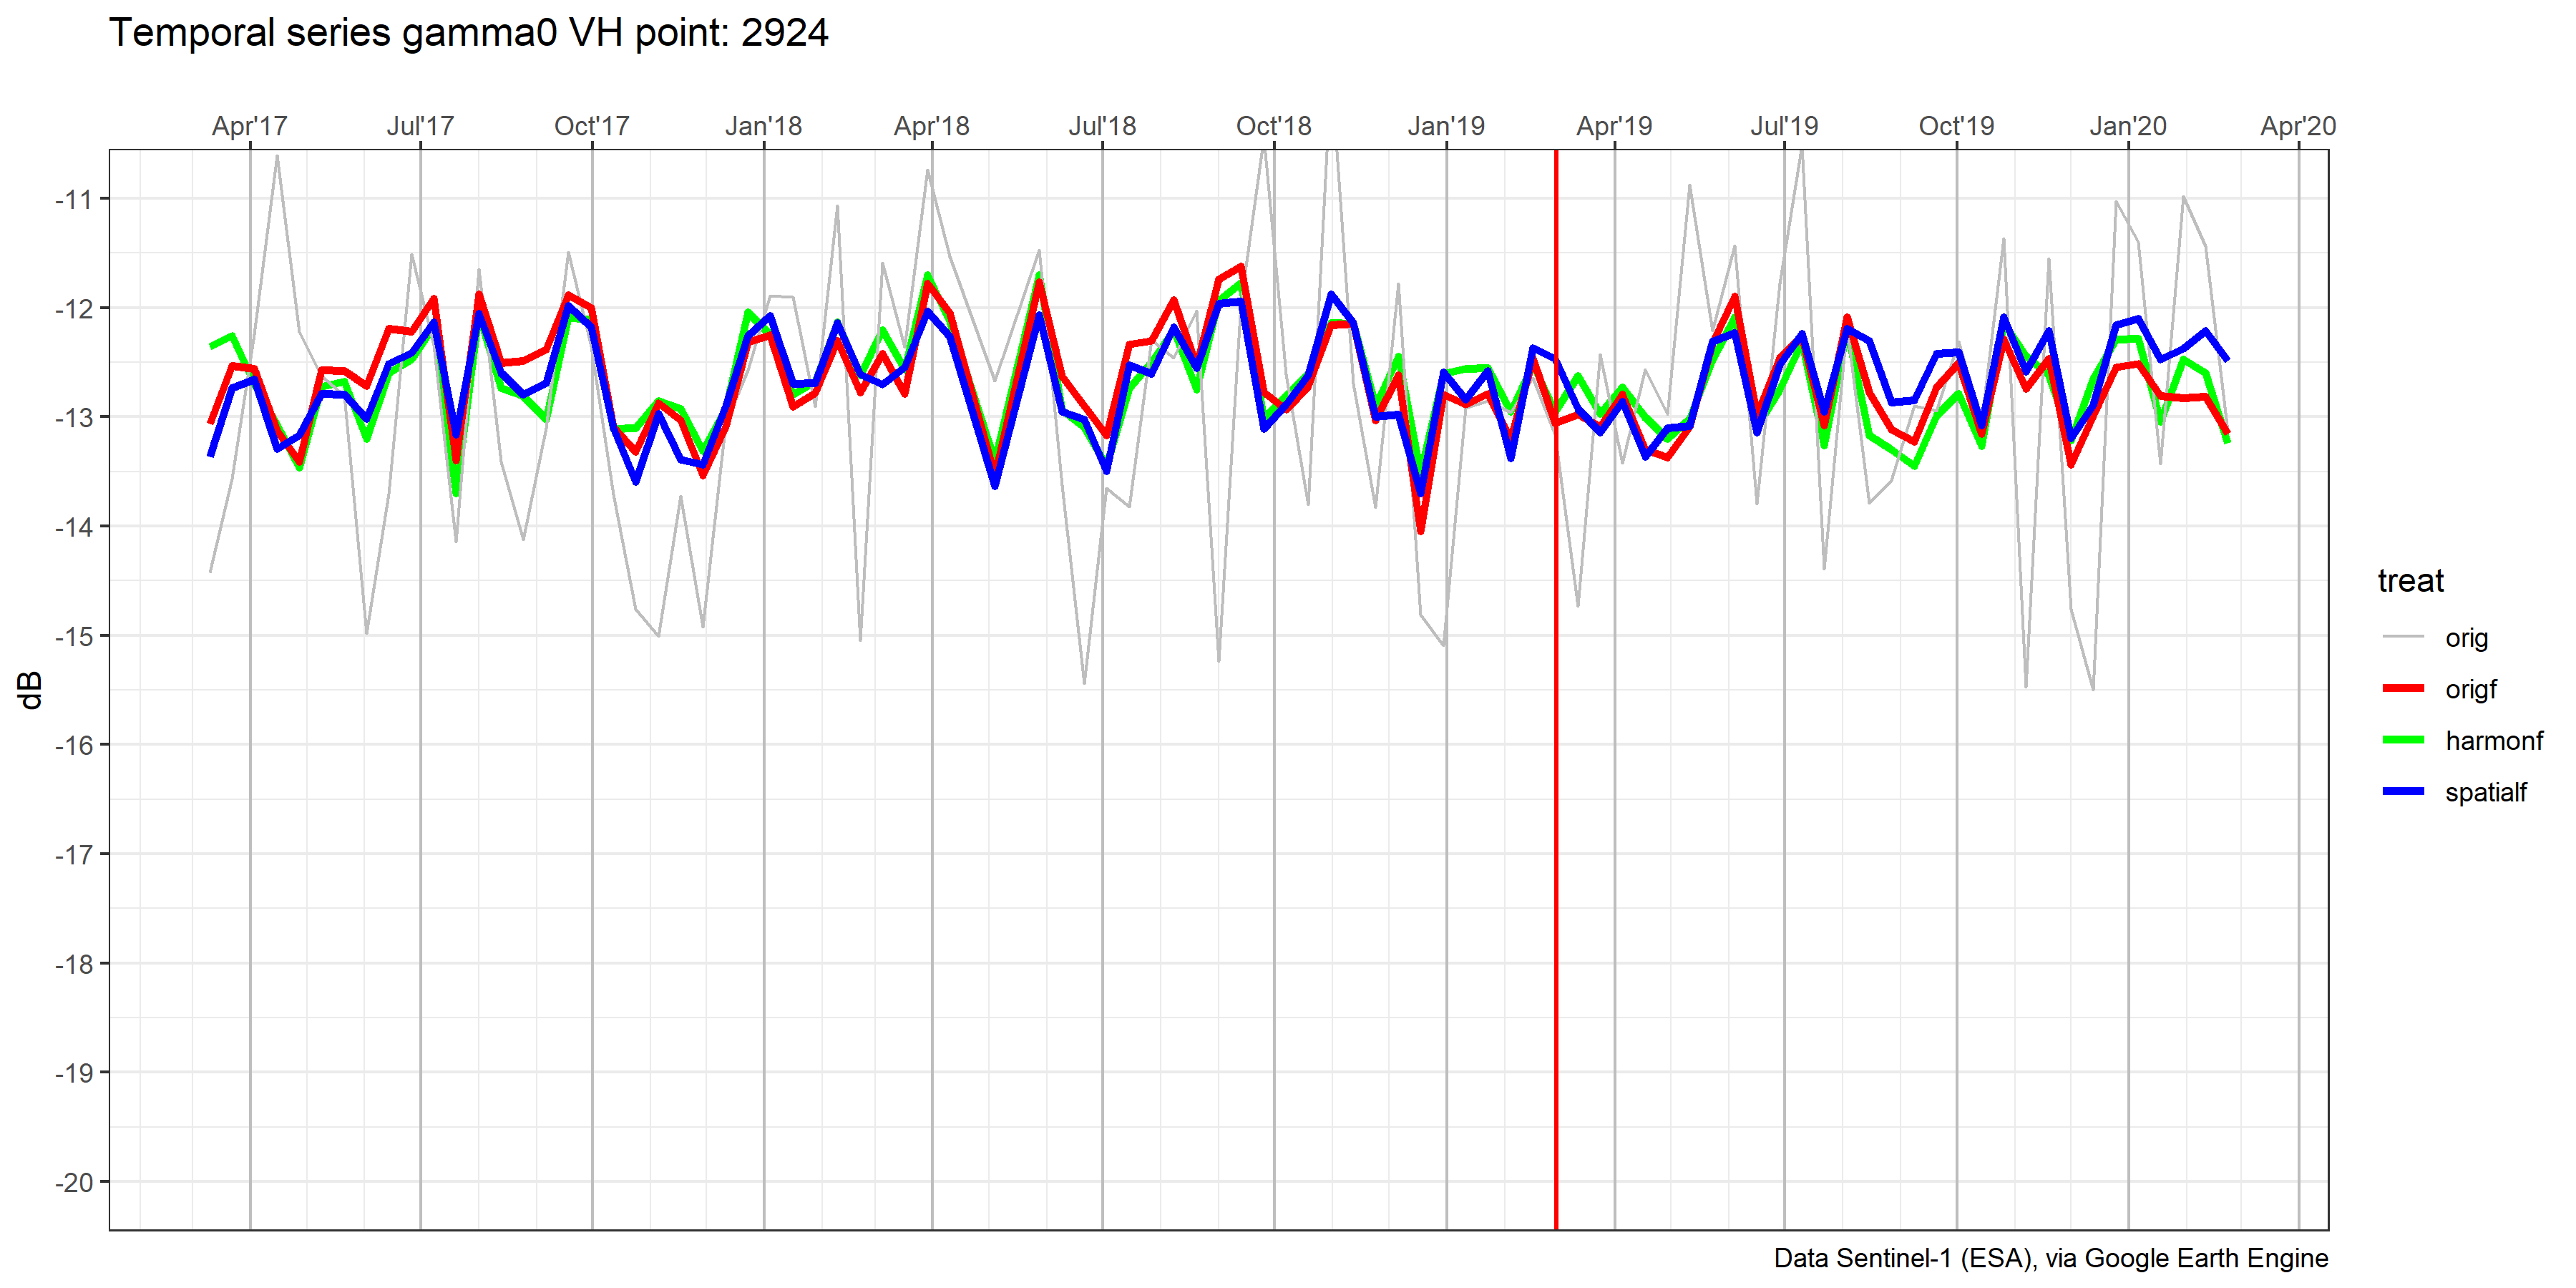 Temporal series gamma0 VH point: 2924
Apr'17 Jul'17 Oct'17 Jan'18 Apr'18 Jul'18 Oct'18 Jan'19 Apr'19 Jul'19 Oct'19 Jan'20 Apr'20
-11
-12
-13
-14
-15
-16
-17
-18
-19
-20
dB
treat
orig
origf
harmonf
spatialf
Data Sentinel-1 (ESA), via Google Earth Engine